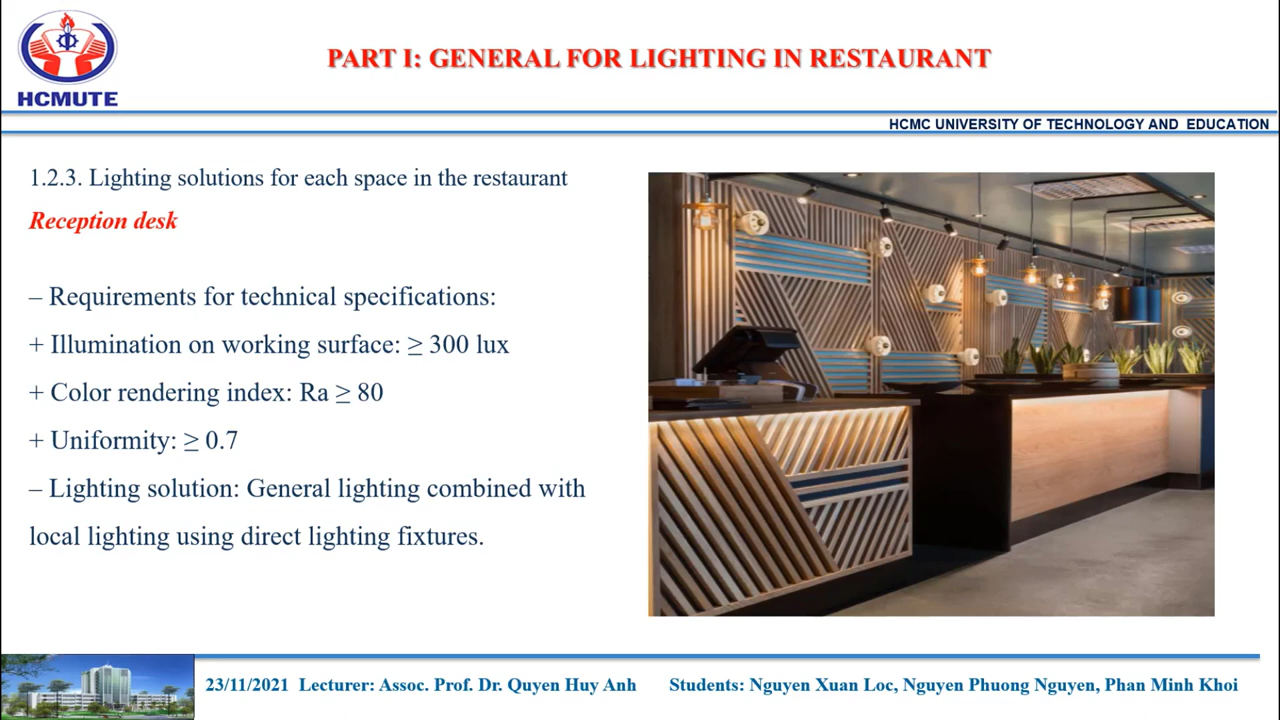 HCMUTE
PART I: GENERAL FOR LIGHTING IN RESTAURANT
HCMC UNIVERSITY OF TECHNOLOGY AND EDUCATION
1.2.3. Lighting solutions for each space in the restaurant
Reception desk
– Requirements for technical specifications:
+ Illumination on working surface: ≥ 300 lux
+ Color rendering index: Ra ≥ 80
+ Uniformity: ≥ 0.7
– Lighting solution: General lighting combined with
local lighting using direct lighting fixtures.
23/11/2021 Lecturer: Assoc. Prof. Dr. Quyen Huy Anh Students: Nguyen Xuan Loc, Nguyen Phuong Nguyen, Phan Minh Khoi